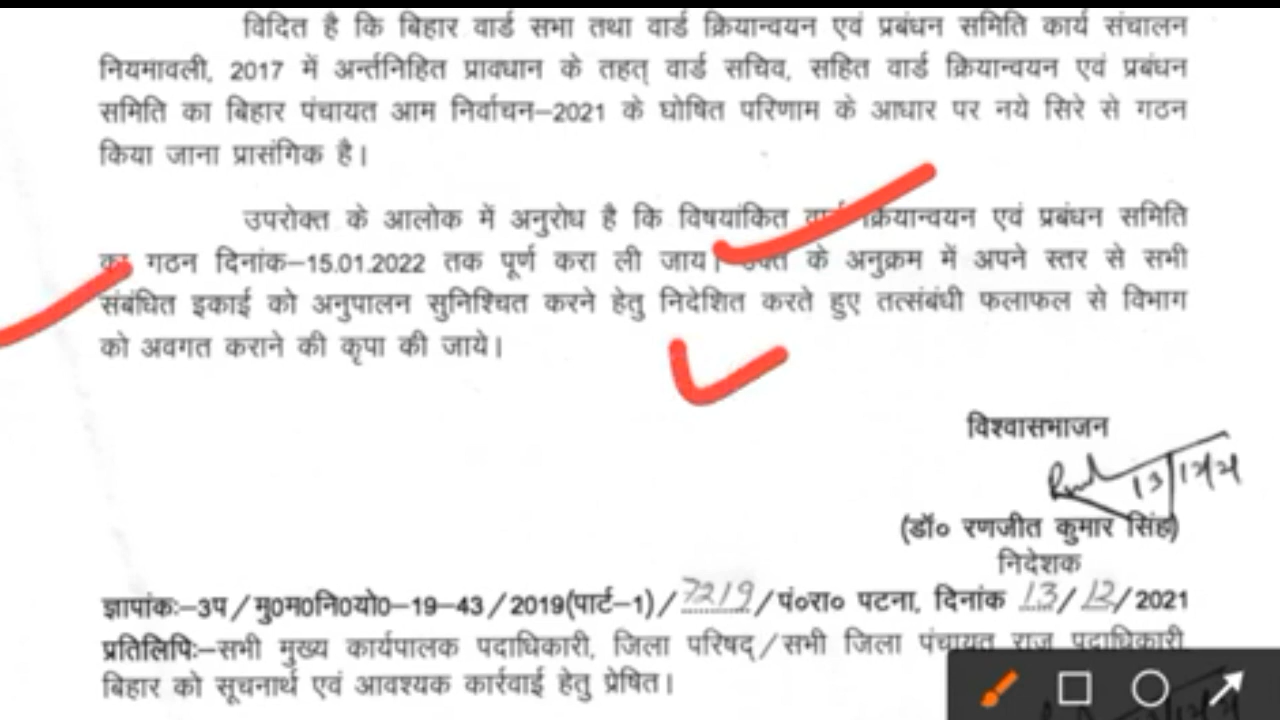 विदित है कि बिहार वार्ड सभा तथा वार्ड क्रियान्वयन एवं प्रबंधन समिति कार्य संचालन
नियमावली, 2017 में अर्न्तनिहित प्रावधान के तहत् वार्ड सचिव, सहित वार्ड क्रियान्वयन एवं प्रबंधन
समिति का बिहार पंचायत आम निर्वाचन–2021 के घोषित परिणाम के आधार पर नये सिरे से गठन
किया जाना प्रासंगिक है।
उपरोक्त के आलोक में अनुरोध है कि विषयांकित वार्ड क्रियान्वयन एवं प्रबंधन समिति
का गठन दिनांक–15.01.2022 तक पूर्ण करा ली जाय। उक्त के अनुक्रम में अपने स्तर से सभी
संबंधित इकाई को अनुपालन सुनिश्चित करने हेतु निदेशित करते हुए तत्संबंधी फलाफल से विभाग
को अवगत कराने की कृपा की जाये।
विश्वासभाजन
13/12/21
(डॉ० रणजीत कुमार सिंह)
निदेशक
ज्ञापांकः–3प/मु0म0नि0यो0–19–43/2019(पार्ट–1)/7219/पं०रा० पटना, दिनांक 13/12/2021
प्रतिलिपिः–सभी मुख्य कार्यपालक पदाधिकारी, जिला परिषद्/सभी जिला पंचायत राज पदाधिकारी,
बिहार को सूचनार्थ एवं आवश्यक कार्रवाई हेतु प्रेषित।